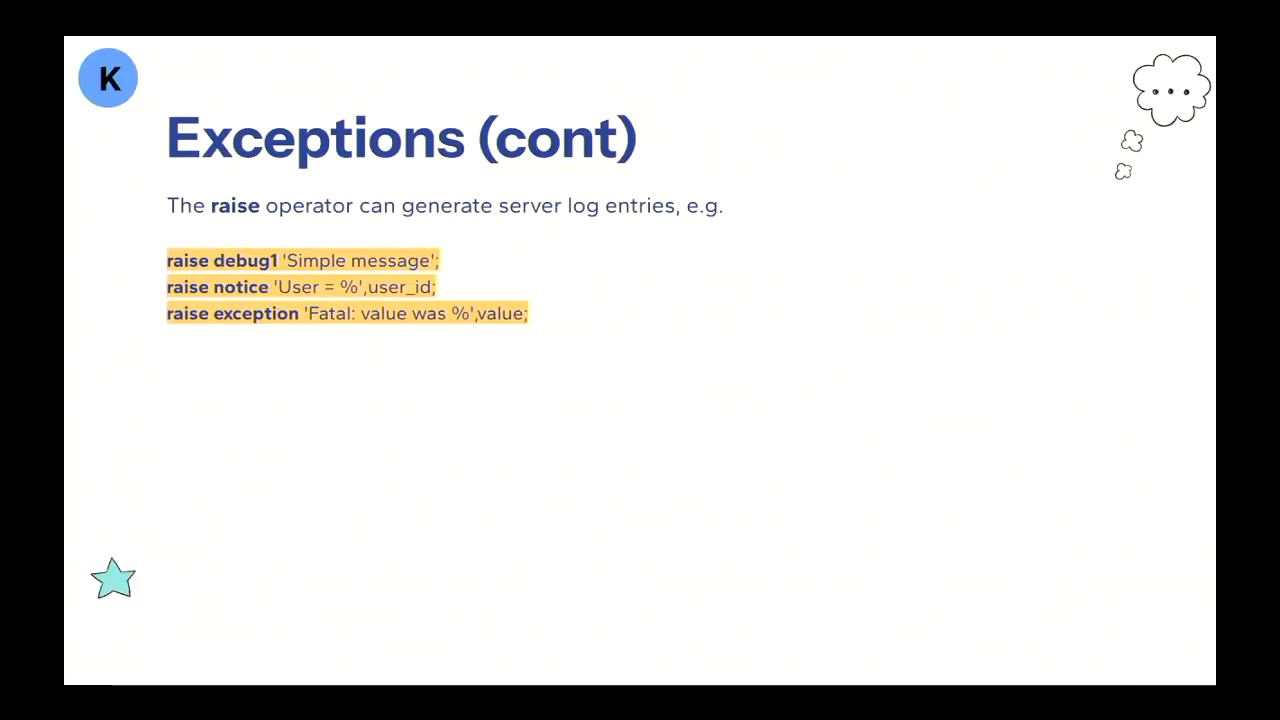 K
Exceptions (cont)
The raise operator can generate server log entries, e.g.
raise debug1 'Simple message';
raise notice 'User = %',user_id;
raise exception 'Fatal: value was %',value;